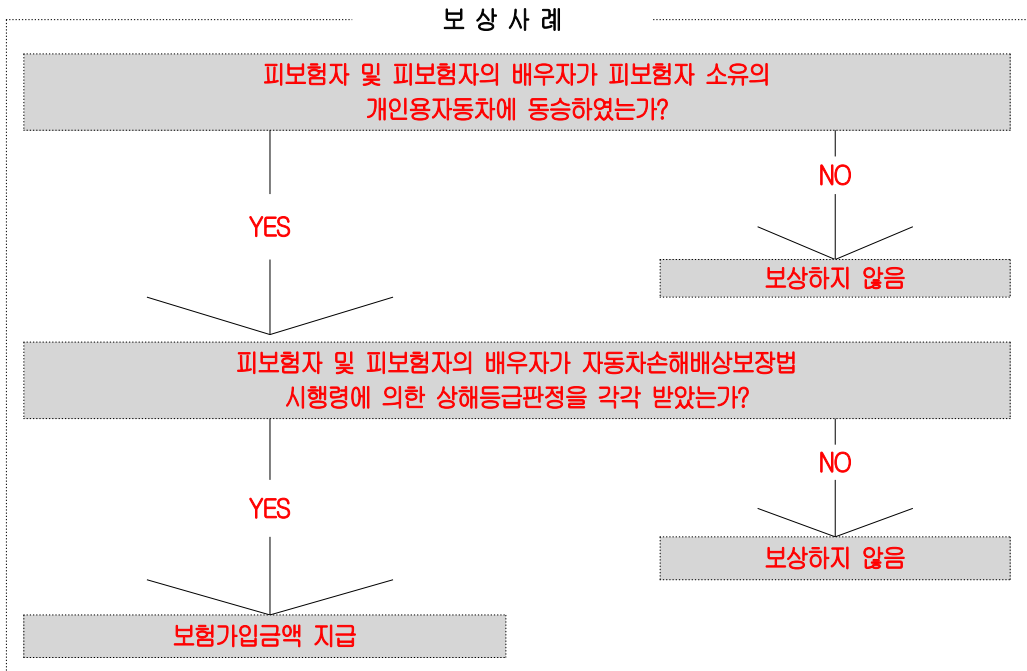 보 상 사 례
피보험자 및 피보험자의 배우자가 피보험자 소유의
개인용자동차에 동승하였는가?
NO
YES
보상하지 않음
피보험자 및 피보험자의 배우자가 자동차손해배상보장법
시행령에 의한 상해등급판정을 각각 받았는가?
NO
YES
보상하지 않음
보험가입금액 지급